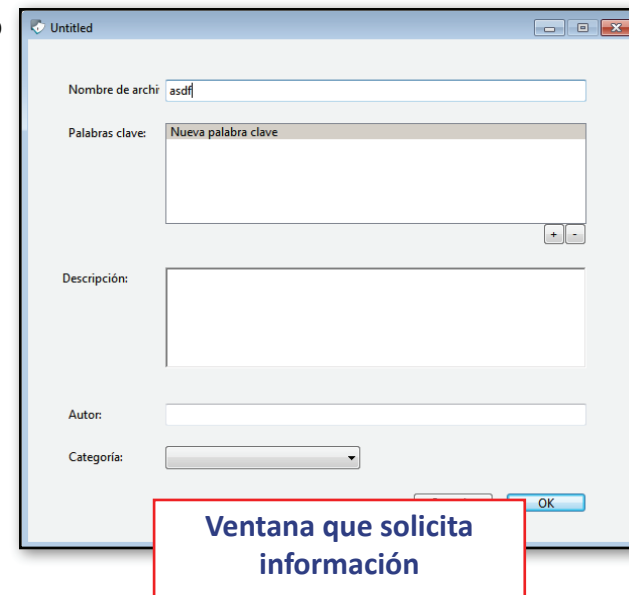 Untitled
Nombre de archi
asdf
Palabras clave:
Nueva palabra clave
+ -
Descripción:
Autor:
Categoría:
OK
Ventana que solicita
información